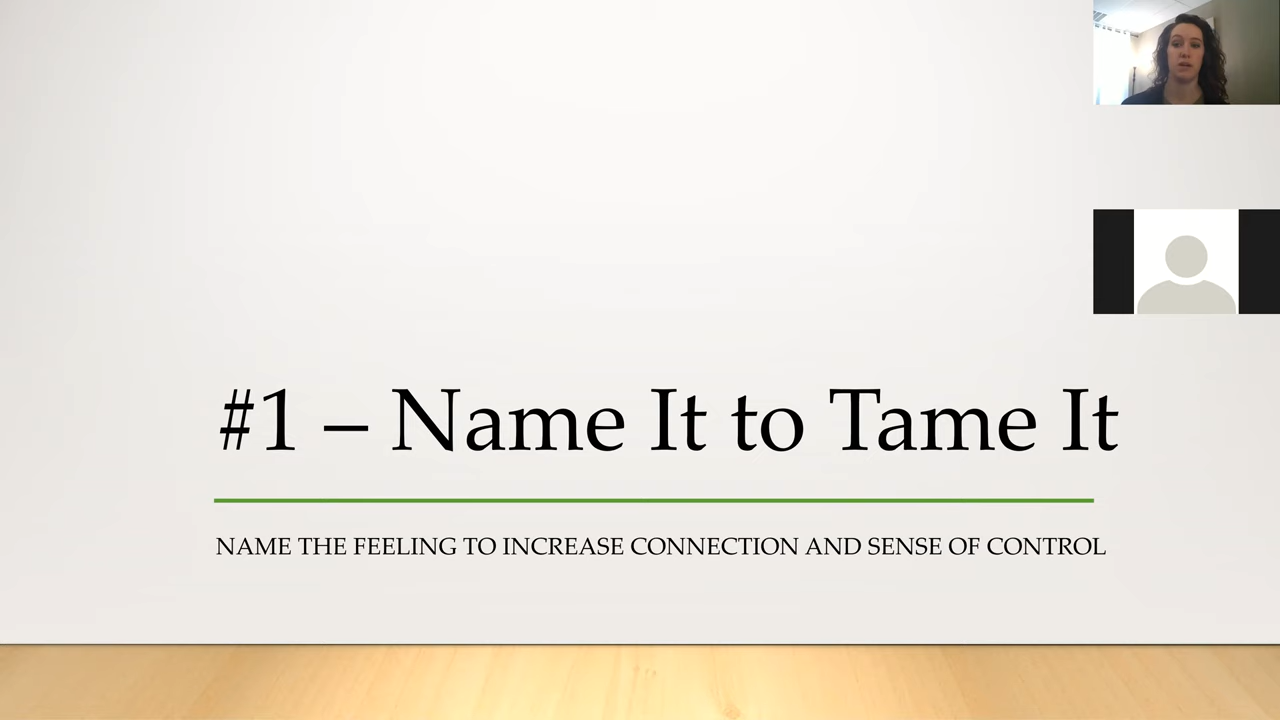 #1 – Name It to Tame It
NAME THE FEELING TO INCREASE CONNECTION AND SENSE OF CONTROL